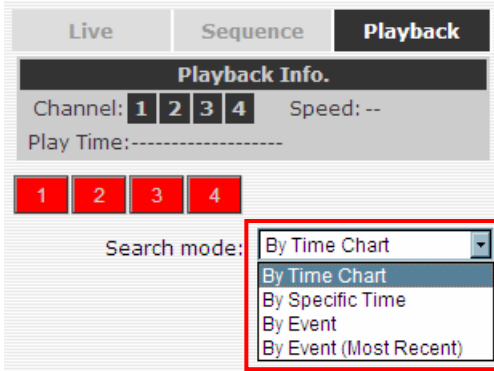 Live Sequence Playback
Playback Info.
Channel: 1 2 3 4 Speed: --
Play Time:-------------------
1 2 3 4
Search mode: By Time Chart
By Time Chart
By Specific Time
By Event
By Event (Most Recent)